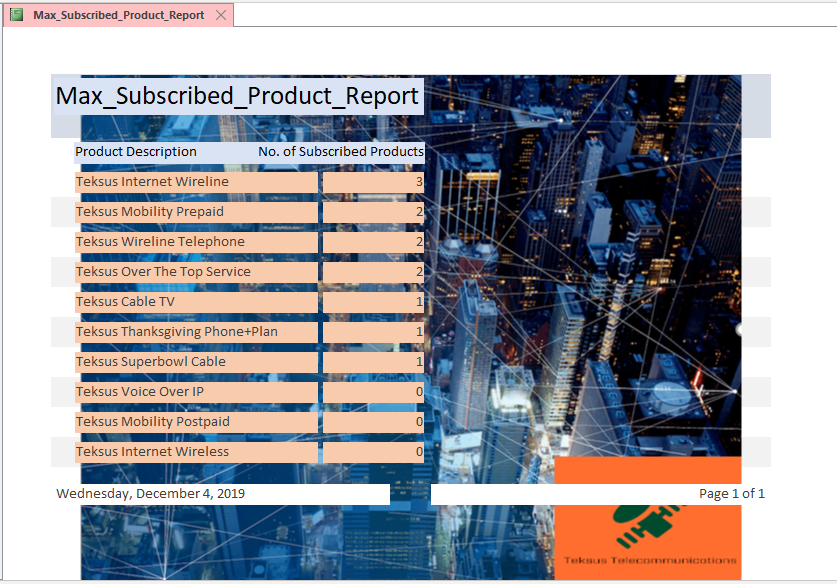 Max_Subscribed_Product_Report
Max_Subscribed_Product_Report
Product Description No. of Subscribed Products
Teksus Internet Wireline 3
Teksus Mobility Prepaid 2
Teksus Wireline Telephone 2
Teksus Over The Top Service 2
Teksus Cable TV 1
Teksus Thanksgiving Phone+Plan 1
Teksus Superbowl Cable 1
Teksus Voice Over IP 0
Teksus Mobility Postpaid 0
Teksus Internet Wireless 0
Wednesday, December 4, 2019 Page 1 of 1
Teksus Telecommunications